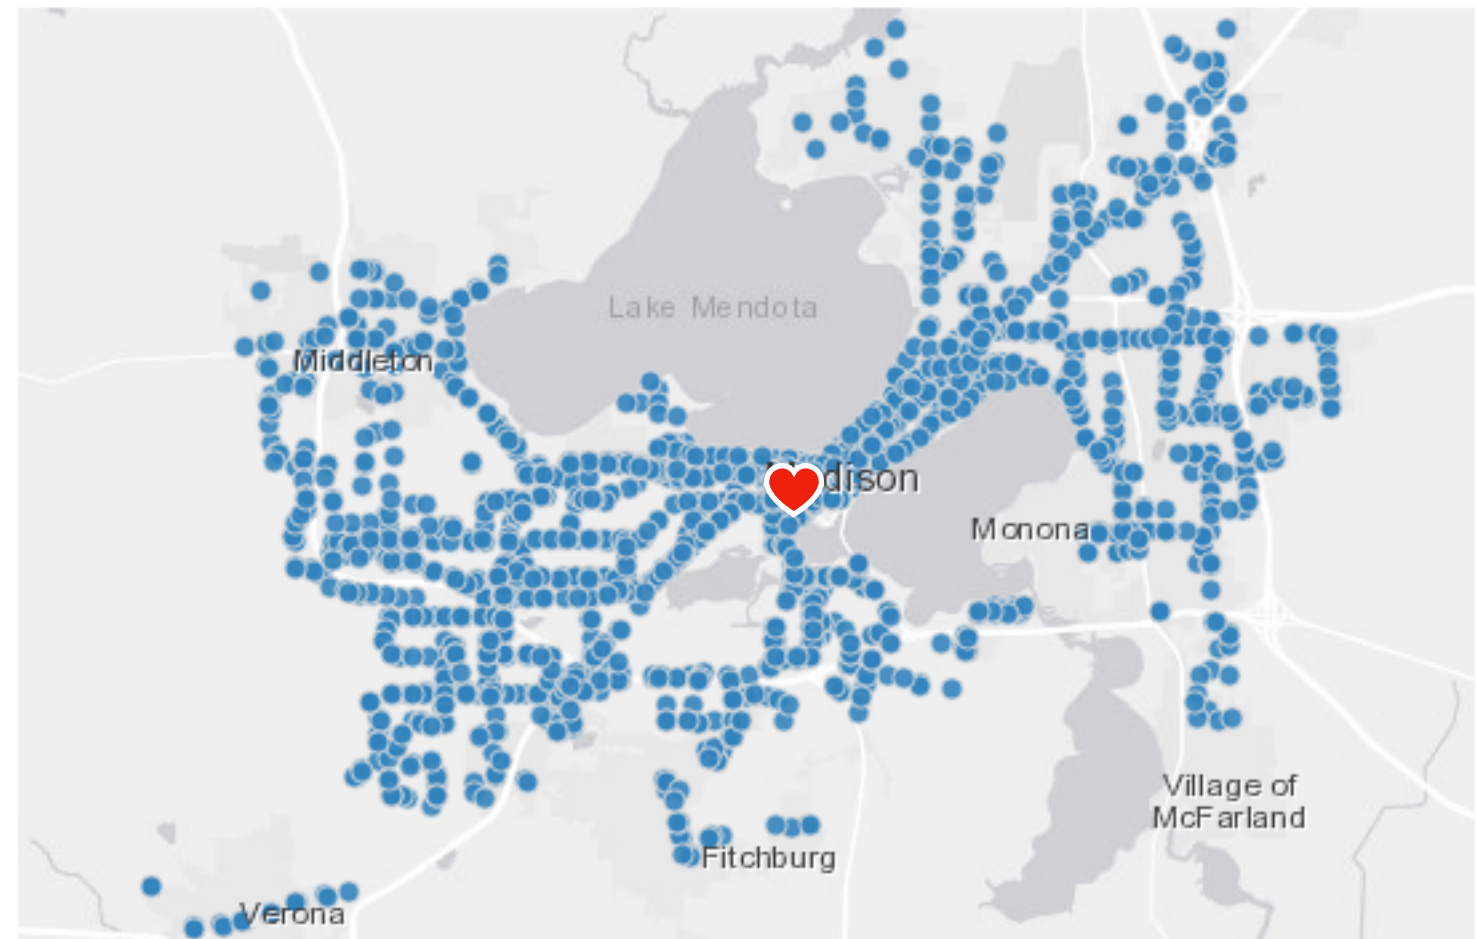 Lake Mendota
Middleton
dison
Monona
Village of
McFarland
Fitchburg
Verona